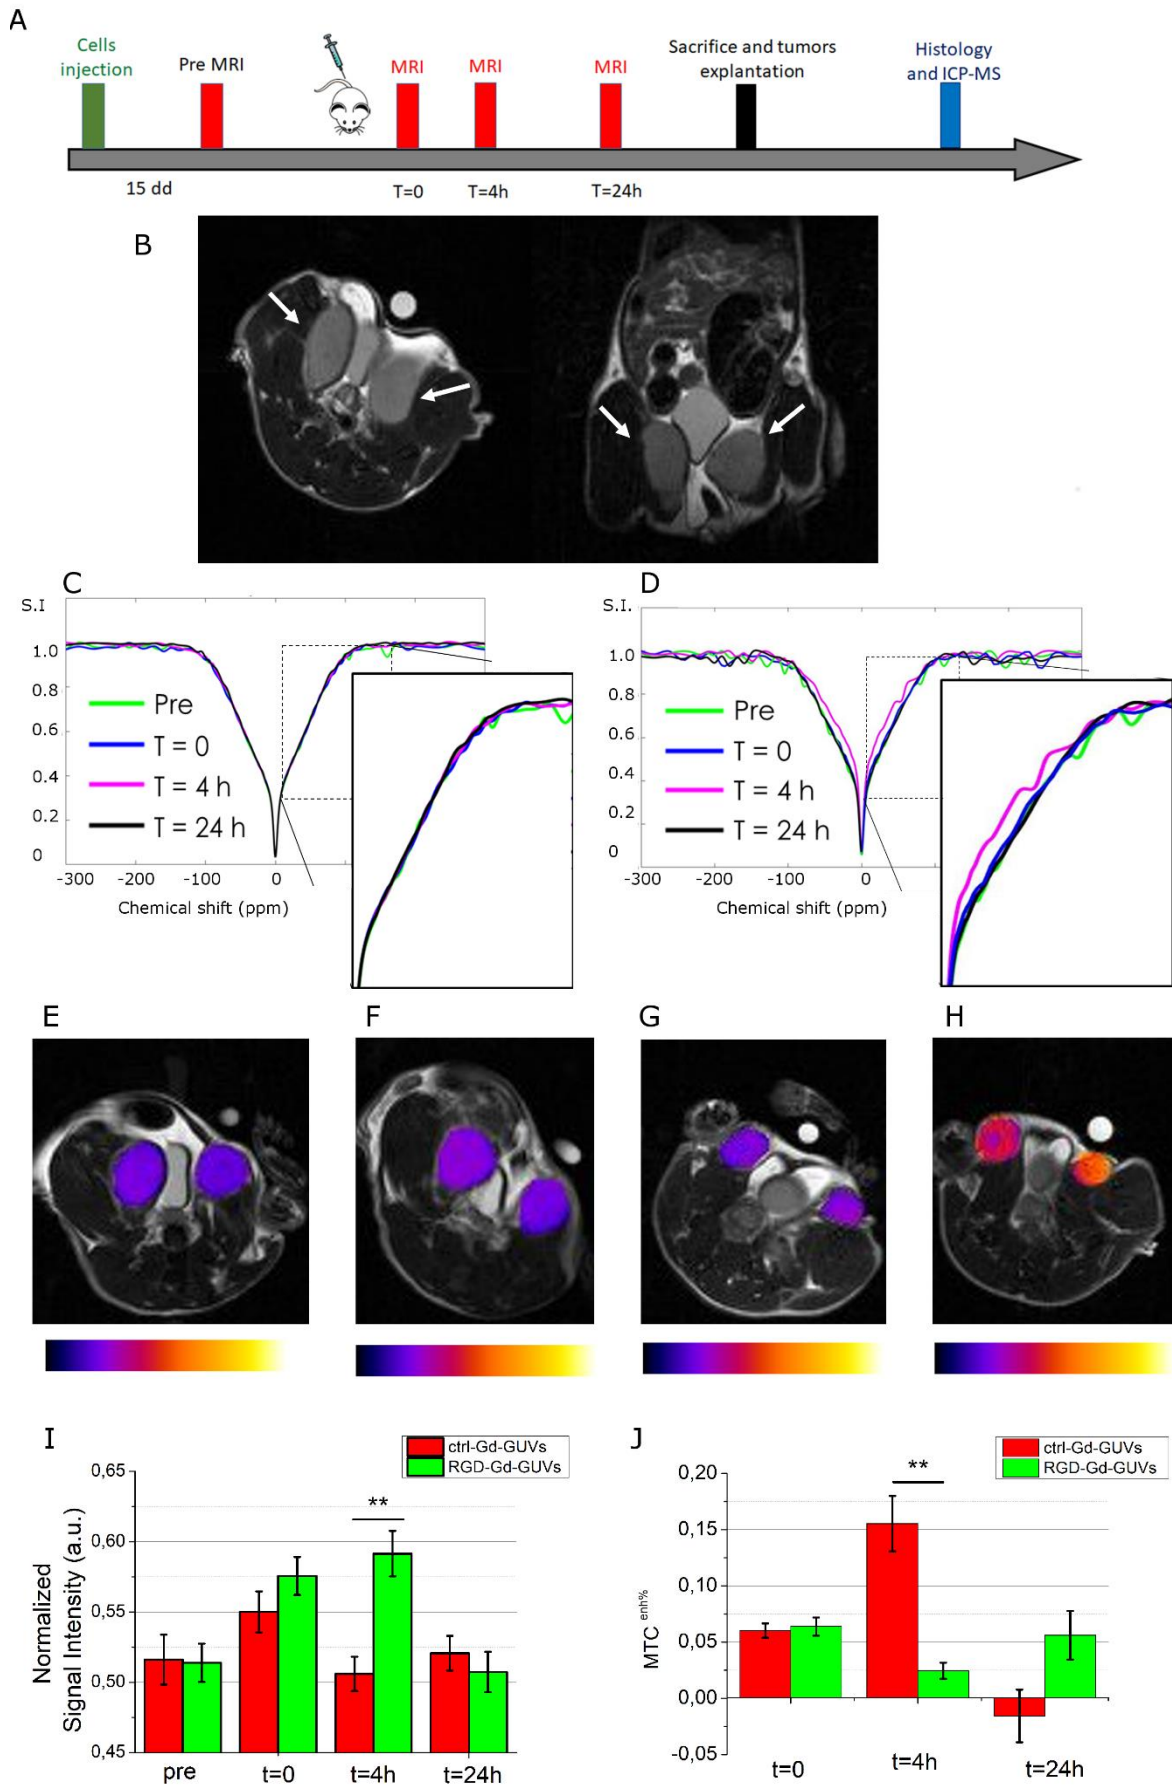 A
Cells
injection
Pre MRI
MRI
MRI
MRI
Sacrifice and tumors
explantation
Histology
and ICP-MS
15 dd
T=0
T=4h
T=24h
B
C
S.I
1.0
0.8
0.6
0.4
0.2
0
Pre
T = 0
T = 4 h
T = 24 h
-300
-200
-100
0
Chemical shift (ppm)
D
S.I.
1.0
0.8
0.6
0.4
0.2
0
Pre
T = 0
T = 4 h
T = 24 h
-300
-200
-100
0
Chemical shift (ppm)
E
F
G
H
I
ctrl-Gd-GUVs
RGD-Gd-GUVs
0,65
0,60
0,55
0,50
0,45
Normalized
Signal Intensity (a.u.)
**
pre
t=0
t=4h
t=24h
J
ctrl-Gd-GUVs
RGD-Gd-GUVs
0,20
0,15
0,10
0,05
0,00
-0,05
MTC enh%
**
t=0
t=4h
t=24h